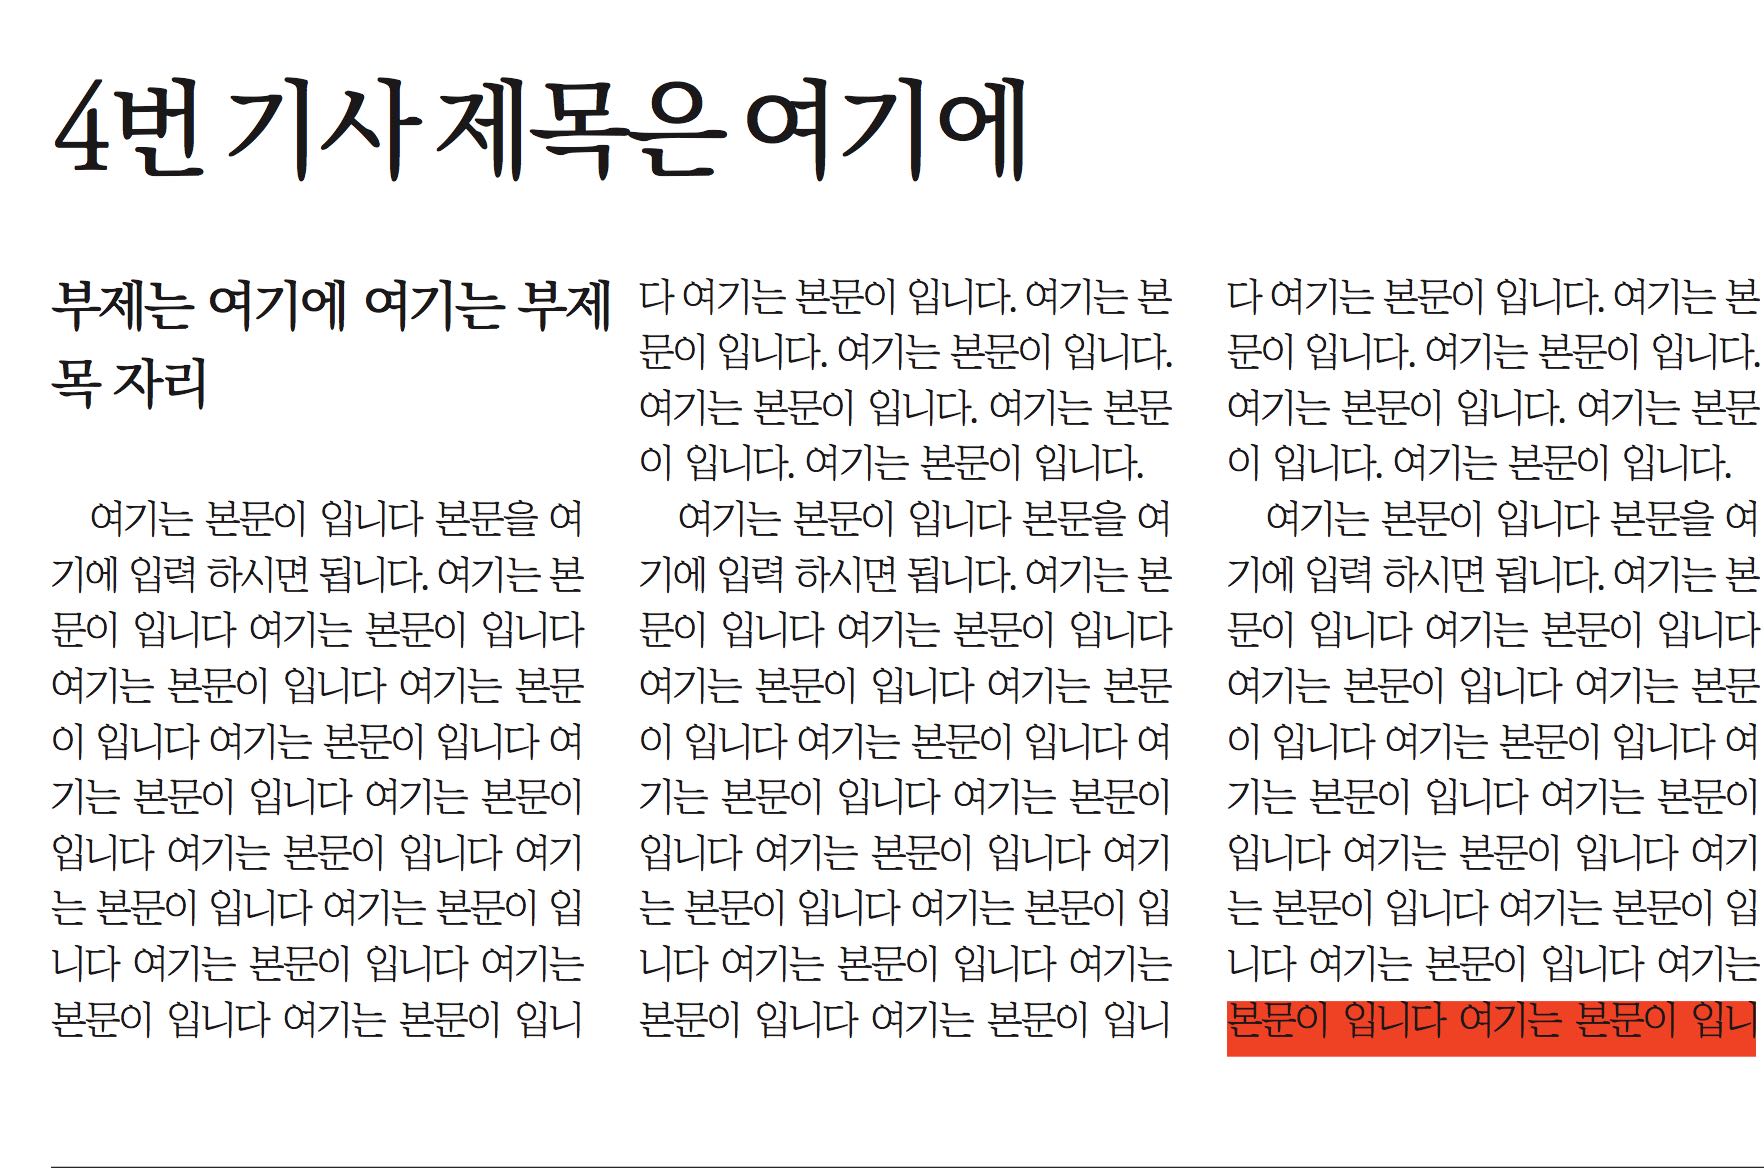 4번 기사 제목은 여기에
부제는 여기에 여기는 부제
목 자리
여기는 본문이 입니다 본문을 여
기에 입력 하시면 됩니다. 여기는 본
문이 입니다 여기는 본문이 입니다
여기는 본문이 입니다 여기는 본문
이 입니다 여기는 본문이 입니다 여
기는 본문이 입니다 여기는 본문이
입니다 여기는 본문이 입니다 여기
는 본문이 입니다 여기는 본문이 입
니다 여기는 본문이 입니다 여기는
본문이 입니다 여기는 본문이 입니
다 여기는 본문이 입니다. 여기는 본
문이 입니다. 여기는 본문이 입니다.
여기는 본문이 입니다. 여기는 본문
이 입니다. 여기는 본문이 입니다.
여기는 본문이 입니다 본문을 여
기에 입력 하시면 됩니다. 여기는 본
문이 입니다 여기는 본문이 입니다
여기는 본문이 입니다 여기는 본문
이 입니다 여기는 본문이 입니다 여
기는 본문이 입니다 여기는 본문이
입니다 여기는 본문이 입니다 여기
는 본문이 입니다 여기는 본문이 입
니다 여기는 본문이 입니다 여기는
본문이 입니다 여기는 본문이 입니
다 여기는 본문이 입니다. 여기는 본
문이 입니다. 여기는 본문이 입니다.
여기는 본문이 입니다. 여기는 본문
이 입니다. 여기는 본문이 입니다.
여기는 본문이 입니다 본문을 여
기에 입력 하시면 됩니다. 여기는 본
문이 입니다 여기는 본문이 입니다
여기는 본문이 입니다 여기는 본문
이 입니다 여기는 본문이 입니다 여
기는 본문이 입니다 여기는 본문이
입니다 여기는 본문이 입니다 여기
는 본문이 입니다 여기는 본문이 입
니다 여기는 본문이 입니다 여기는
본문이 입니다 여기는 본문이 입니